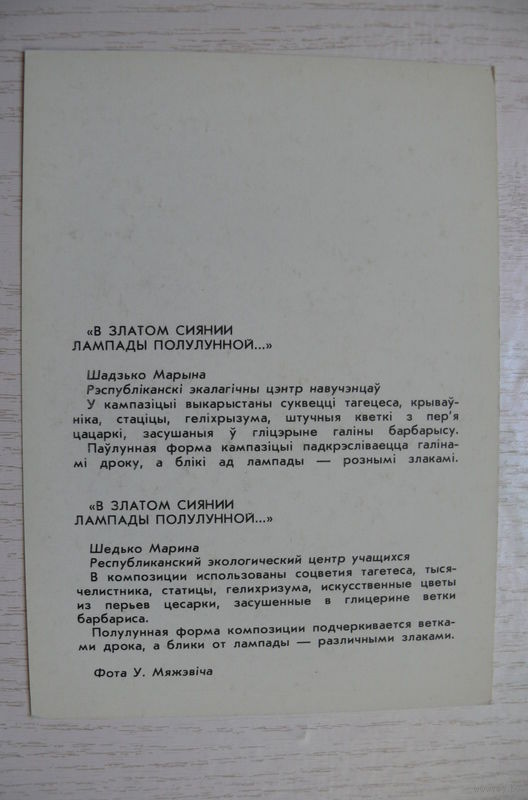 «В ЗЛАТОМ СИЯНИИ
ЛАМПАДЫ ПОЛУЛУННОЙ...»
Шадзько Марына
Рэспубліканскі экалагічны цэнтр навучэнцаў
У кампазіцыі выкарыстаны суквецці тагецеса, крываў-
ніка, стаціцы, геліхрызума, штучныя кветкі з пер'я
цацаркі, засушаныя ў гліцэрыне галіны барбарысу.
Паўлунная форма кампазіцыі падкрэсліваецца галіна-
мі дроку, а блікі ад лампады — рознымі злакамі.
«В ЗЛАТОМ СИЯНИИ
ЛАМПАДЫ ПОЛУЛУННОЙ...»
Шедько Марина
Республиканский экологический центр учащихся
В композиции использованы соцветия тагетеса, тыся-
челистника, статицы, гелихризума, искусственные цветы
из перьев цесарки, засушенные в глицерине ветки
барбариса.
Полулунная форма композиции подчеркивается ветка-
ми дрока, а блики от лампады — различными злаками.
Фота У. Мяжэвіча